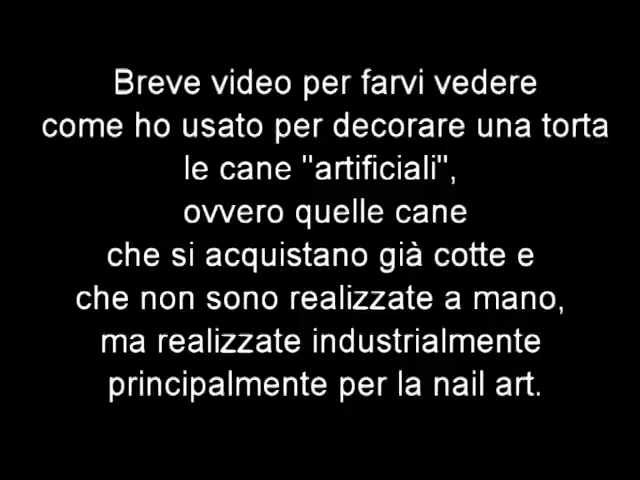 Breve video per farvi vedere
come ho usato per decorare una torta
le cane "artificiali",
ovvero quelle cane
che si acquistano già cotte e
che non sono realizzate a mano,
ma realizzate industrialmente
principalmente per la nail art.